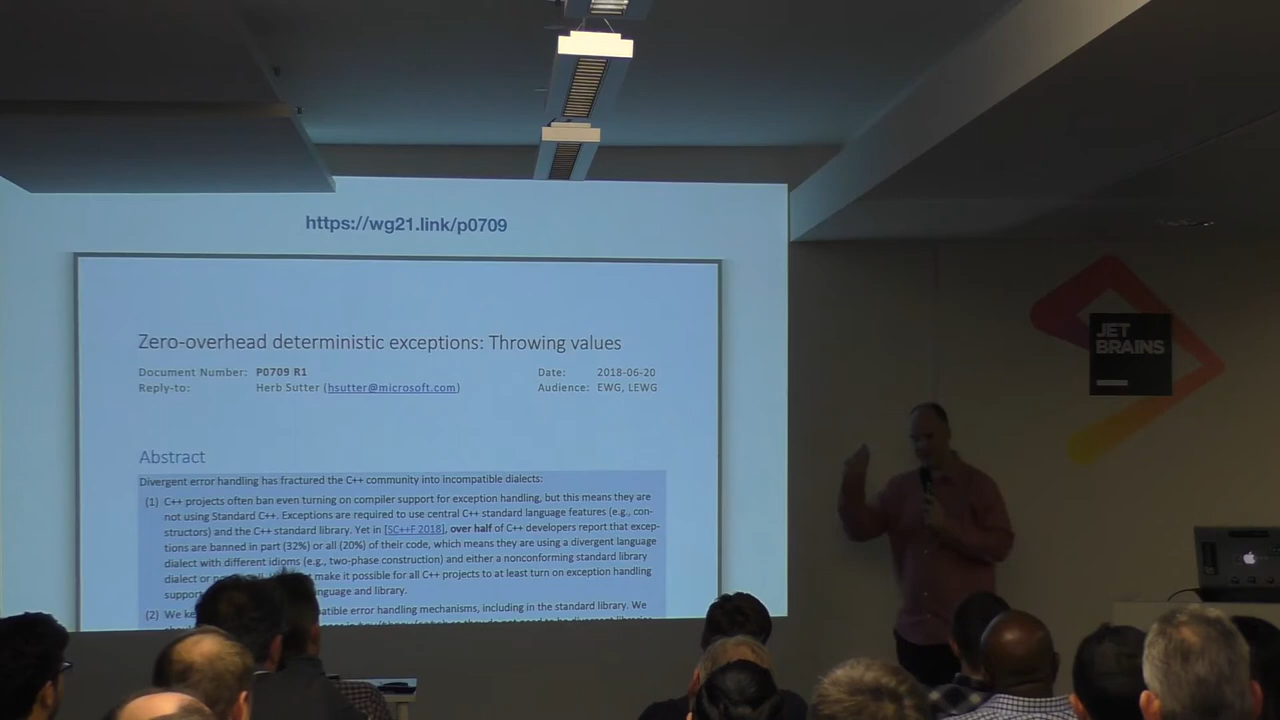 https://wg21.link/p0709
Zero-overhead deterministic exceptions: Throwing values
Document Number: P0709 R1 Date: 2018-06-20
Reply-to: Herb Sutter (hsutter@microsoft.com) Audience: EWG, LEWG
Abstract
Divergent error handling has fractured the C++ community into incompatible dialects:
(1) C++ projects often ban even turning on compiler support for exception handling, but this means they are
not using Standard C++. Exceptions are required to use central C++ standard language features (e.g., con-
structors) and the C++ standard library. Yet in [SC++F 2018], over half of C++ developers report that excep-
tions are banned in part (32%) or all (20%) of their code, which means they are using a divergent language
dialect with different idioms (e.g., two-phase construction) and either a nonconforming standard library
dialect or make it possible for all C++ projects to at least turn on exception handling
support language and library.
(2) We error handling mechanisms, including in the standard library. We
JET
BRAINS